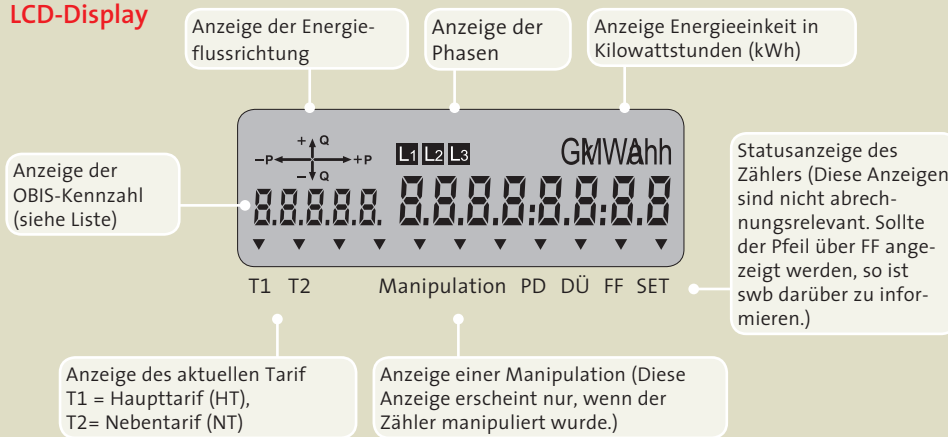 LCD-Display
Anzeige der Energie-
flussrichtung
Anzeige der
Phasen
Anzeige Energieeinkeit in
Kilowattstunden (kWh)
Anzeige der
OBIS-Kennzahl
(siehe Liste)
+ Q
-P +P
- Q
L1 L2 L3
GMWAhh
8.8.8.8.8. 8.8.8.8:8.8:8.8
T1 T2 Manipulation PD DÜ FF SET
Statusanzeige des
Zählers (Diese Anzeigen
sind nicht abrech-
nungsrelevant. Sollte
der Pfeil über FF ange-
zeigt werden, so ist
swb darüber zu infor-
mieren.)
Anzeige des aktuellen Tarif
T1 = Haupttarif (HT),
T2= Nebentarif (NT)
Anzeige einer Manipulation (Diese
Anzeige erscheint nur, wenn der
Zähler manipuliert wurde.)